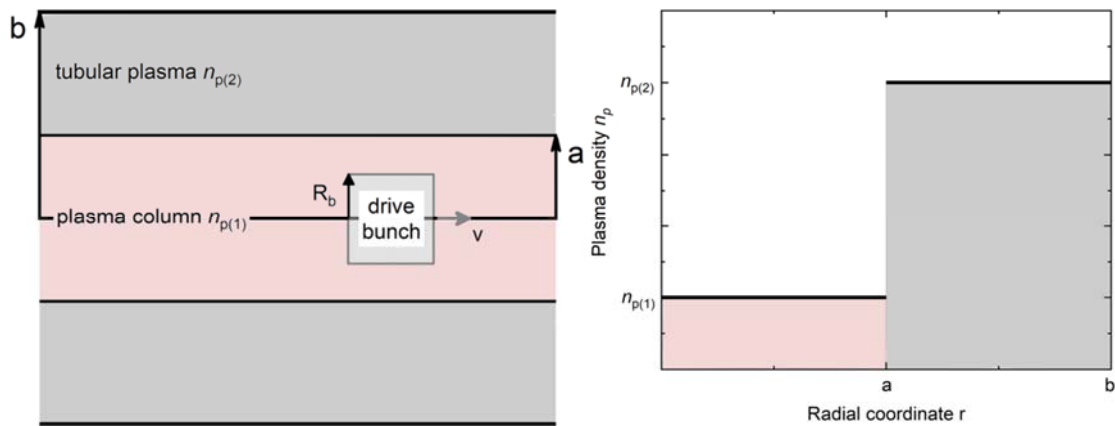 b
tubular plasma n_p(2)
a
R_b
drive
bunch
plasma column n_p(1)
v
Plasma density n_p
n_p(2)
n_p(1)
a
b
Radial coordinate r